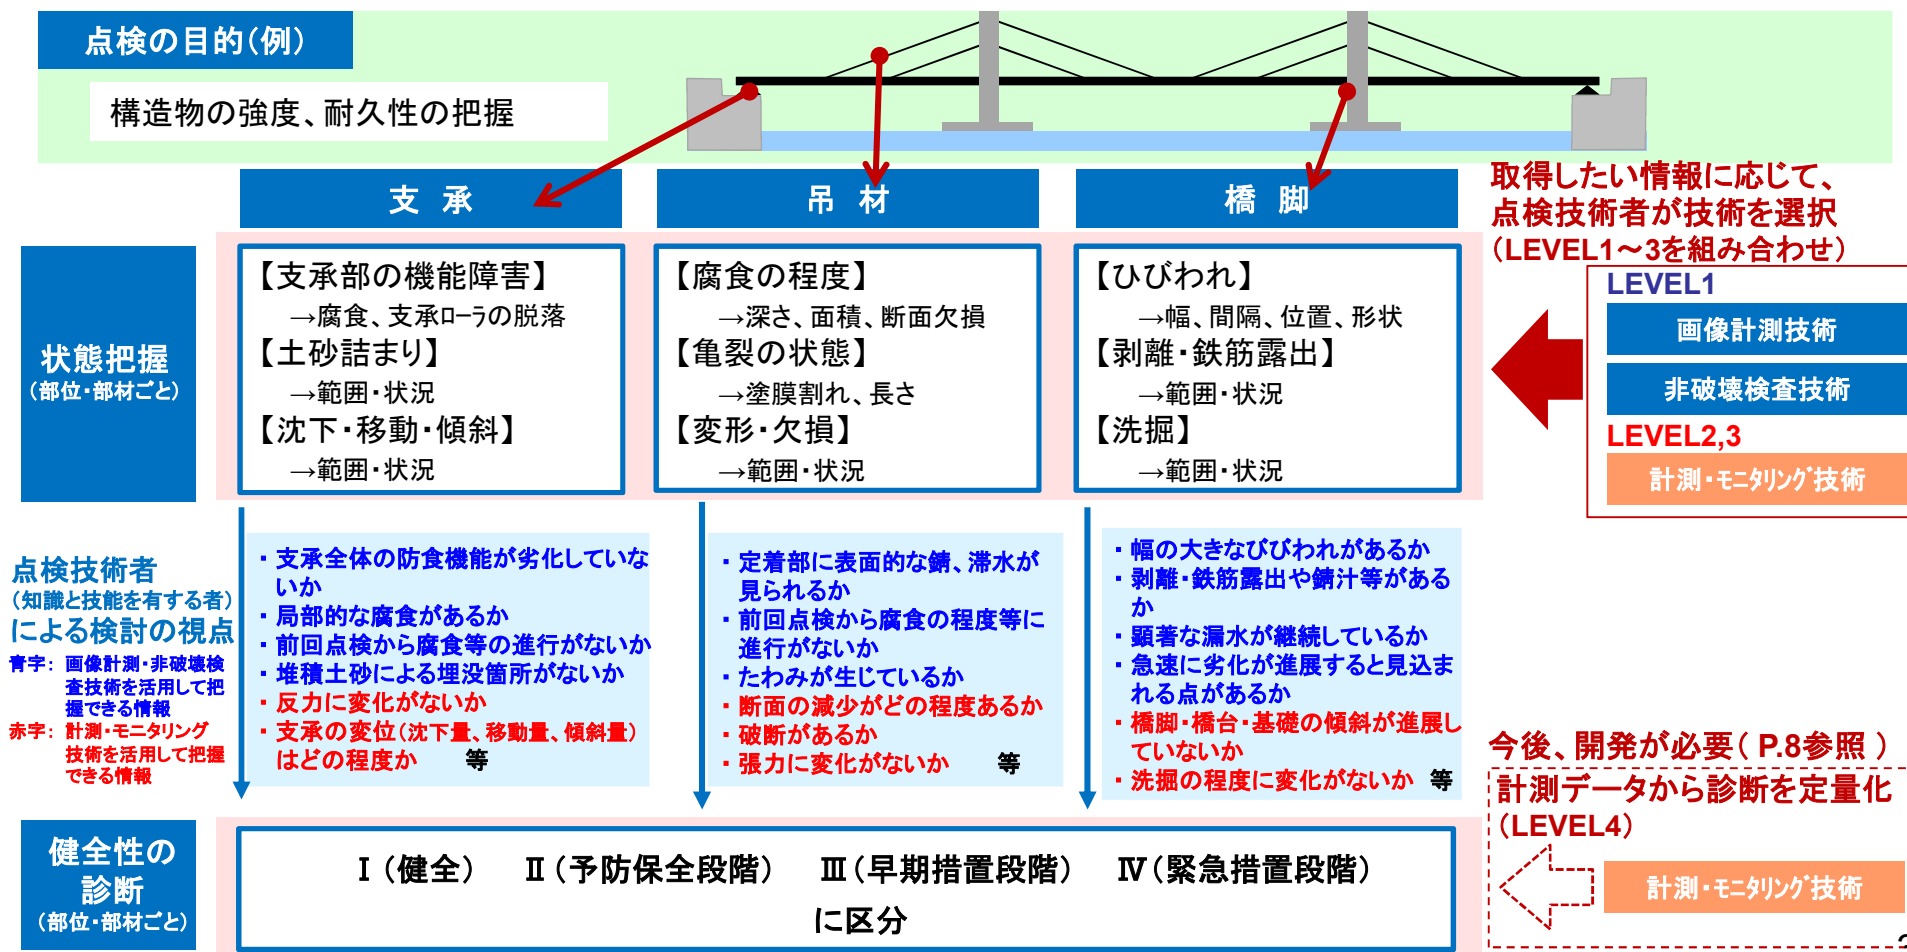 点検の目的(例)
構造物の強度、耐久性の把握
支 承
吊 材
橋 脚
取得したい情報に応じて、
点検技術者が技術を選択
(LEVEL1～3を組み合わせ)
状態把握
(部位・部材ごと)
【支承部の機能障害】
→腐食、支承ローラの脱落
【土砂詰まり】
→範囲・状況
【沈下・移動・傾斜】
→範囲・状況
【腐食の程度】
→深さ、面積、断面欠損
【亀裂の状態】
→塗膜割れ、長さ
【変形・欠損】
→範囲・状況
【ひびわれ】
→幅、間隔、位置、形状
【剥離・鉄筋露出】
→範囲・状況
【洗掘】
→範囲・状況
LEVEL1
画像計測技術
非破壊検査技術
LEVEL2,3
計測・モニタリング技術
点検技術者
(知識と技能を有する者)
による検討の視点
青字: 画像計測・非破壊検
査技術を活用して把
握できる情報
赤字: 計測・モニタリング
技術を活用して把握
できる情報
・支承全体の防食機能が劣化していな
いか
・局部的な腐食があるか
・前回点検から腐食等の進行がないか
・堆積土砂による埋没箇所がないか
・反力に変化がないか
・支承の変位(沈下量、移動量、傾斜量)
はどの程度か 等
・定着部に表面的な錆、滞水が
見られるか
・前回点検から腐食の程度等に
進行がないか
・たわみが生じているか
・断面の減少がどの程度あるか
・破断があるか
・張力に変化がないか 等
・幅の大きなびびわれがあるか
・剥離・鉄筋露出や錆汁等がある
か
・顕著な漏水が継続しているか
・急速に劣化が進展すると見込ま
れる点があるか
・橋脚・橋台・基礎の傾斜が進展し
ていないか
・洗掘の程度に変化がないか 等
今後、開発が必要( P.8参照 )
計測データから診断を定量化
(LEVEL4)
計測・モニタリング技術
健全性の
診断
(部位・部材ごと)
Ⅰ(健全) Ⅱ(予防保全段階) Ⅲ(早期措置段階) Ⅳ(緊急措置段階)
に区分